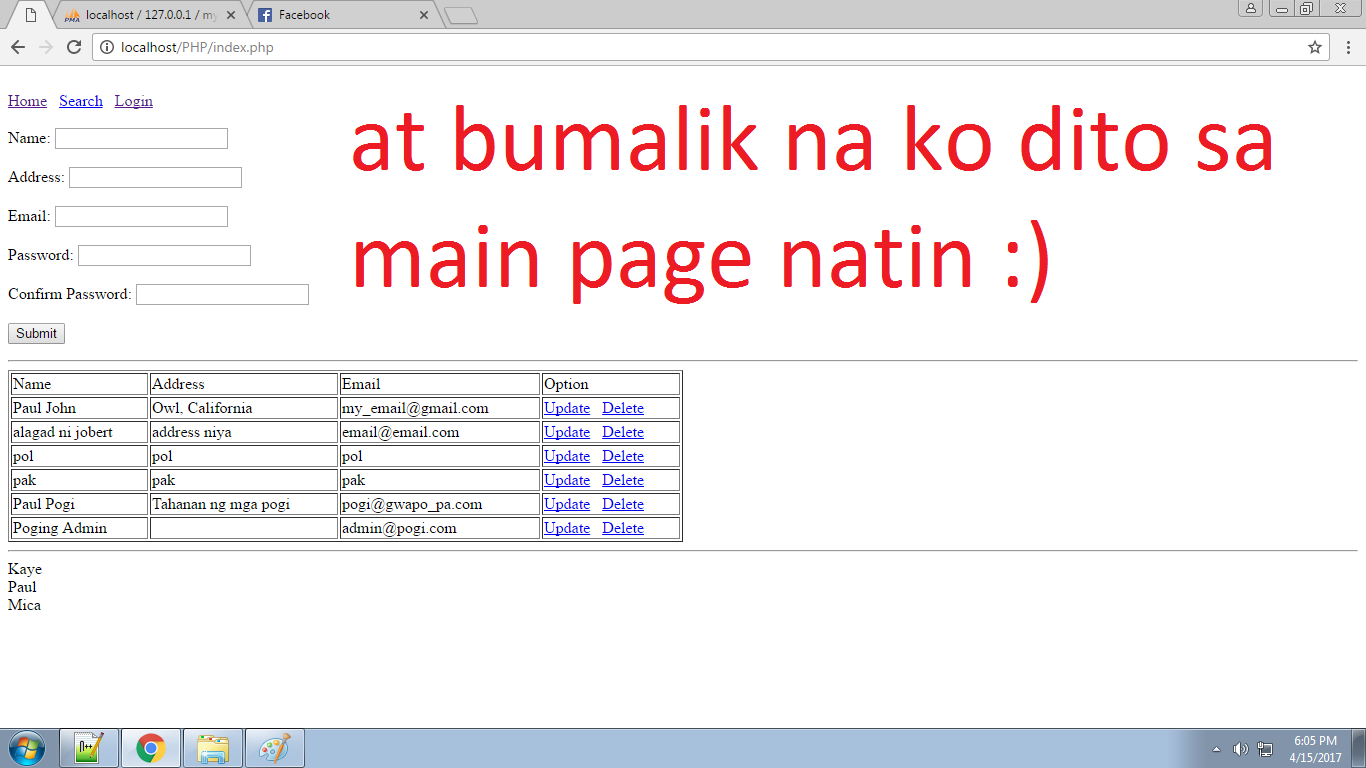 localhost / 127.0.0.1 / my
Facebook
localhost/PHP/index.php
Home Search Login
at bumalik na ko dito sa
main page natin :)
Name:
Address:
Email:
Password:
Confirm Password:
Submit
Name Address Email Option
Paul John Owl, California my_email@gmail.com Update Delete
alagad ni jobert address niya email@email.com Update Delete
pol pol pol Update Delete
pak pak pak Update Delete
Paul Pogi Tahanan ng mga pogi pogi@gwapo_pa.com Update Delete
Poging Admin admin@pogi.com Update Delete
Kaye
Paul
Mica
6:05 PM
4/15/2017